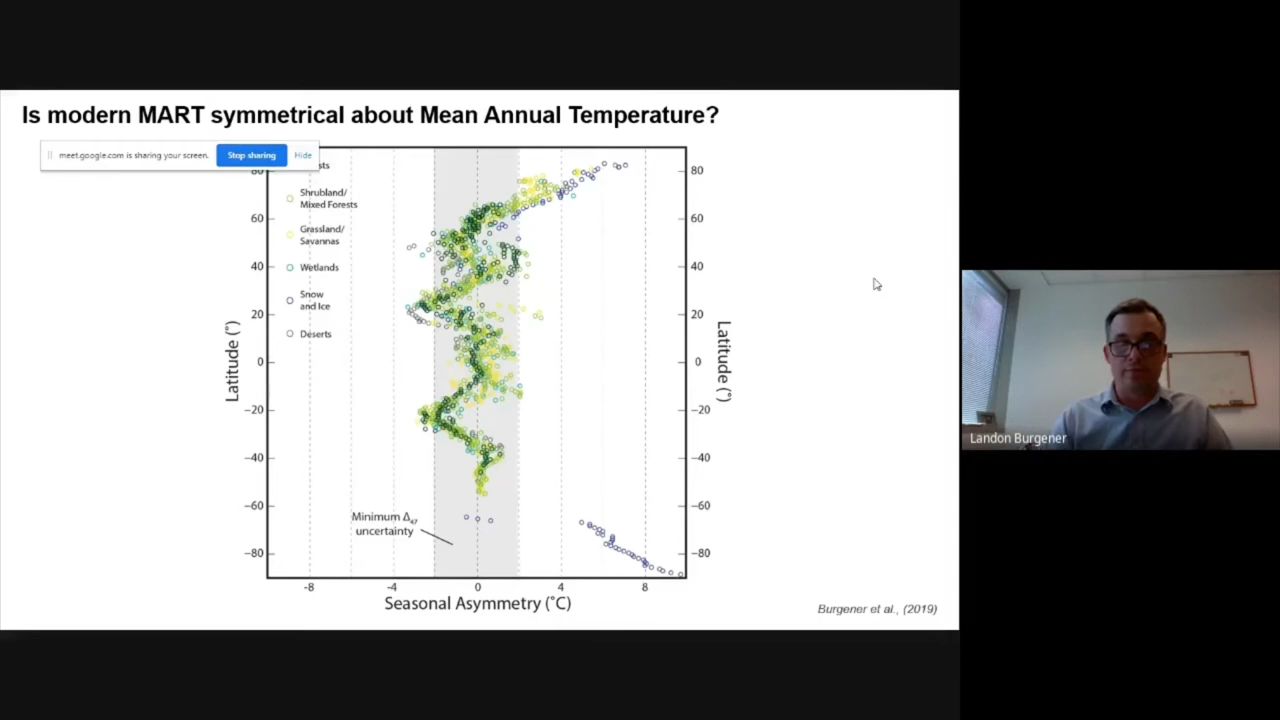 Is modern MART symmetrical about Mean Annual Temperature?
meet.google.com is sharing your screen. Stop sharing Hide
80
60
40
20
0
−20
−40
−60
−80
Latitude (°)
Shrubland/
Mixed Forests
Grassland/
Savannas
Wetlands
Snow
and Ice
Deserts
Minimum Δ47
uncertainty
80
60
40
20
0
−20
−40
−60
−80
Latitude (°)
-8 -4 0 4 8
Seasonal Asymmetry (˚C)
Burgener et al., (2019)
Landon Burgener